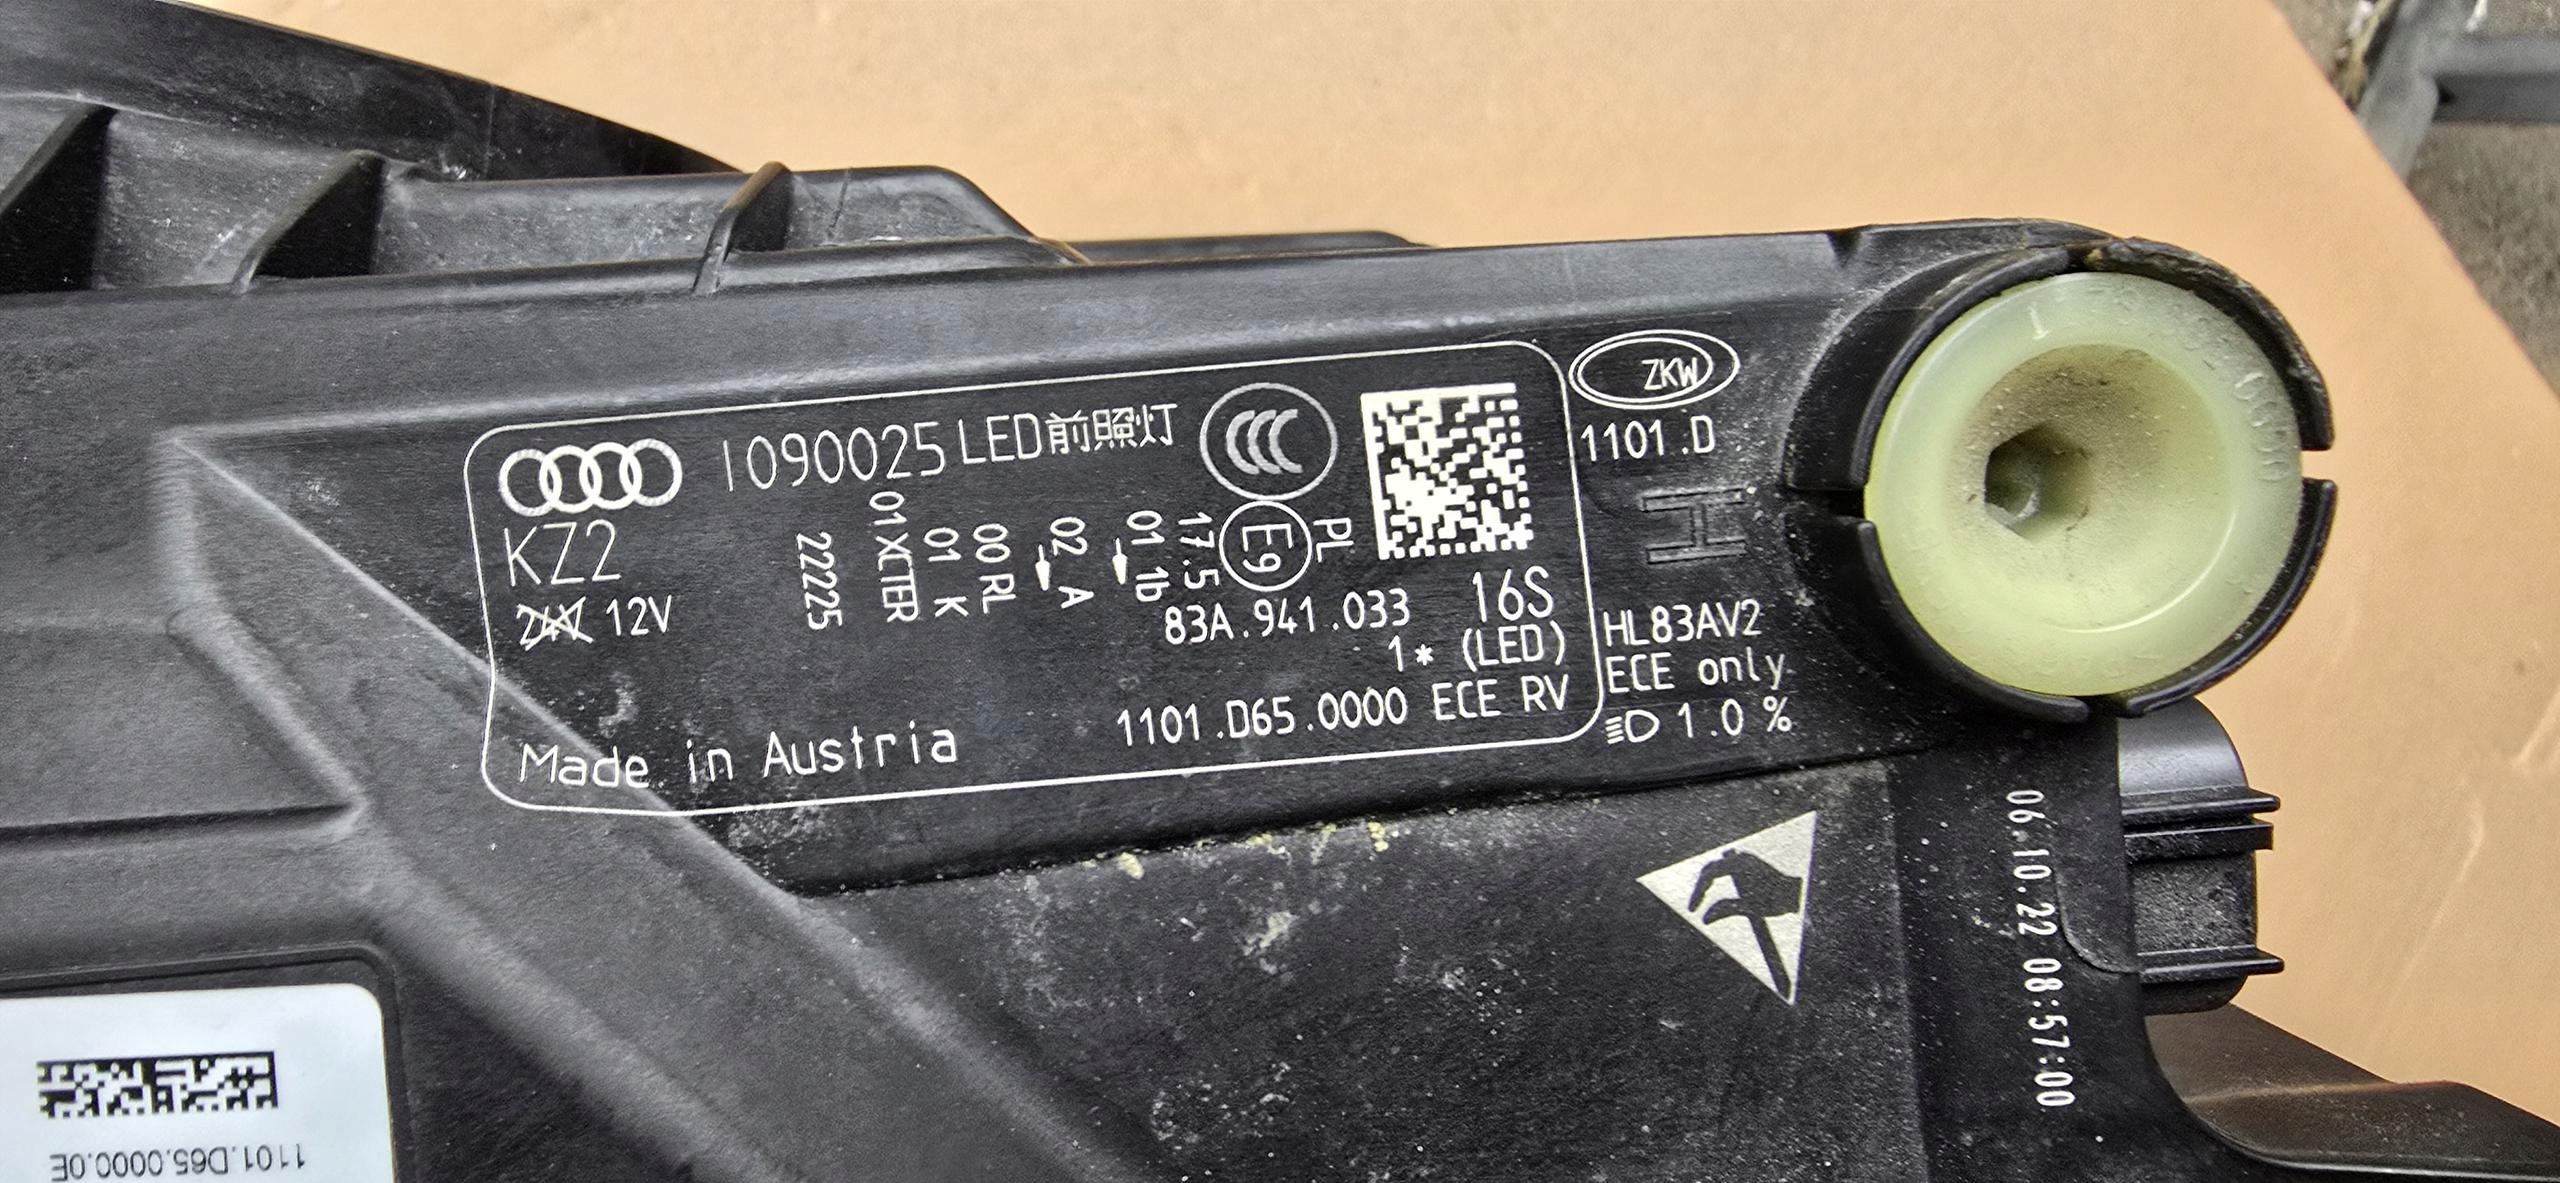 1090025 LED前照灯
KZ2
24V 12V
22225
01 XCTER
01 K
00 RL
02 A
01 1b
17.5
E9
PL
83A.941.033 16S
1* (LED)
1101.D65.0000 ECE RV
Made in Austria
ZKW
1101.D
HL83AV2
ECE only
1.0 %
06.10.22 08:57:00
1101.D65.0000.0E